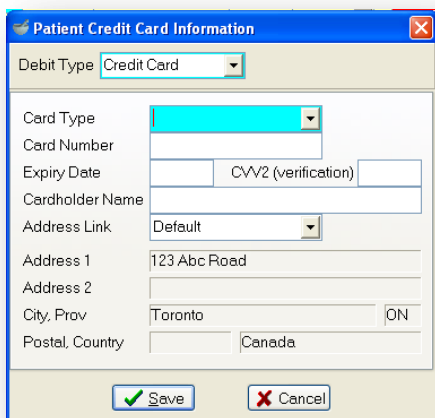 Patient Credit Card Information
Debit Type Credit Card
Card Type
Card Number
Expiry Date CVV2 (verification)
Cardholder Name
Address Link Default
Address 1 123 Abc Road
Address 2
City, Prov Toronto ON
Postal, Country Canada
Save Cancel